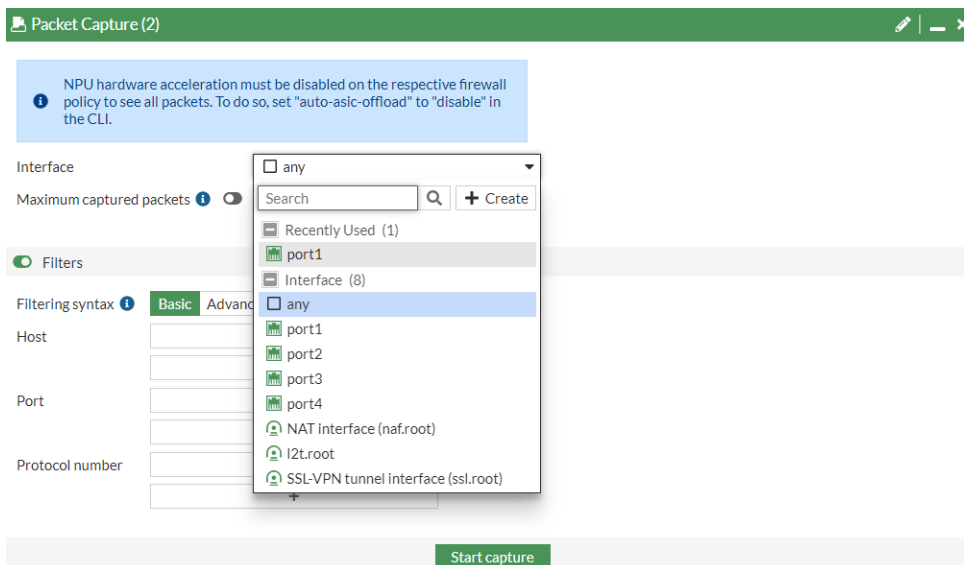 Packet Capture (2)
NPU hardware acceleration must be disabled on the respective firewall
policy to see all packets. To do so, set "auto-asic-offload" to "disable" in
the CLI.
Interface
any
Maximum captured packets
Search
Create
Recently Used (1)
port1
Filters
Interface (8)
Filtering syntax
Basic
Advanc
any
Host
port1
port2
port3
Port
port4
NAT interface (naf.root)
l2t.root
Protocol number
SSL-VPN tunnel interface (ssl.root)
Start capture